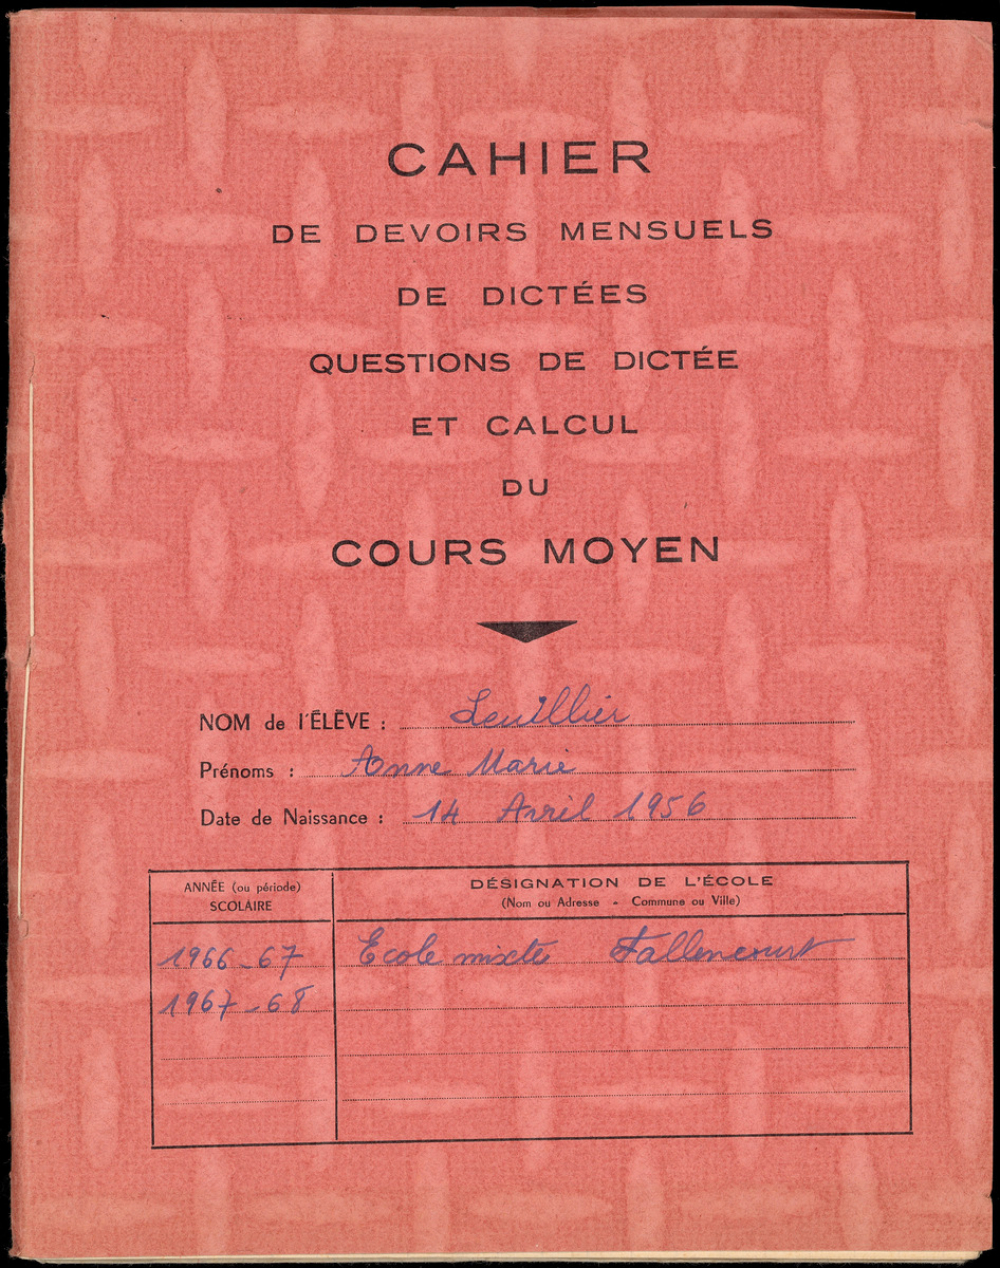 CAHIER
DE DEVOIRS MENSUELS
DE DICTÉES
QUESTIONS DE DICTÉE
ET CALCUL
DU
COURS MOYEN
NOM de l'ÉLÈVE : Leuillier
Prénoms : Anne Marie
Date de Naissance : 14 Avril 1956
ANNÉE (ou période) SCOLAIRE
DÉSIGNATION DE L'ÉCOLE
(Nom ou Adresse - Commune ou Ville)
1966-67 Ecole mixte Fallencourt
1967-68